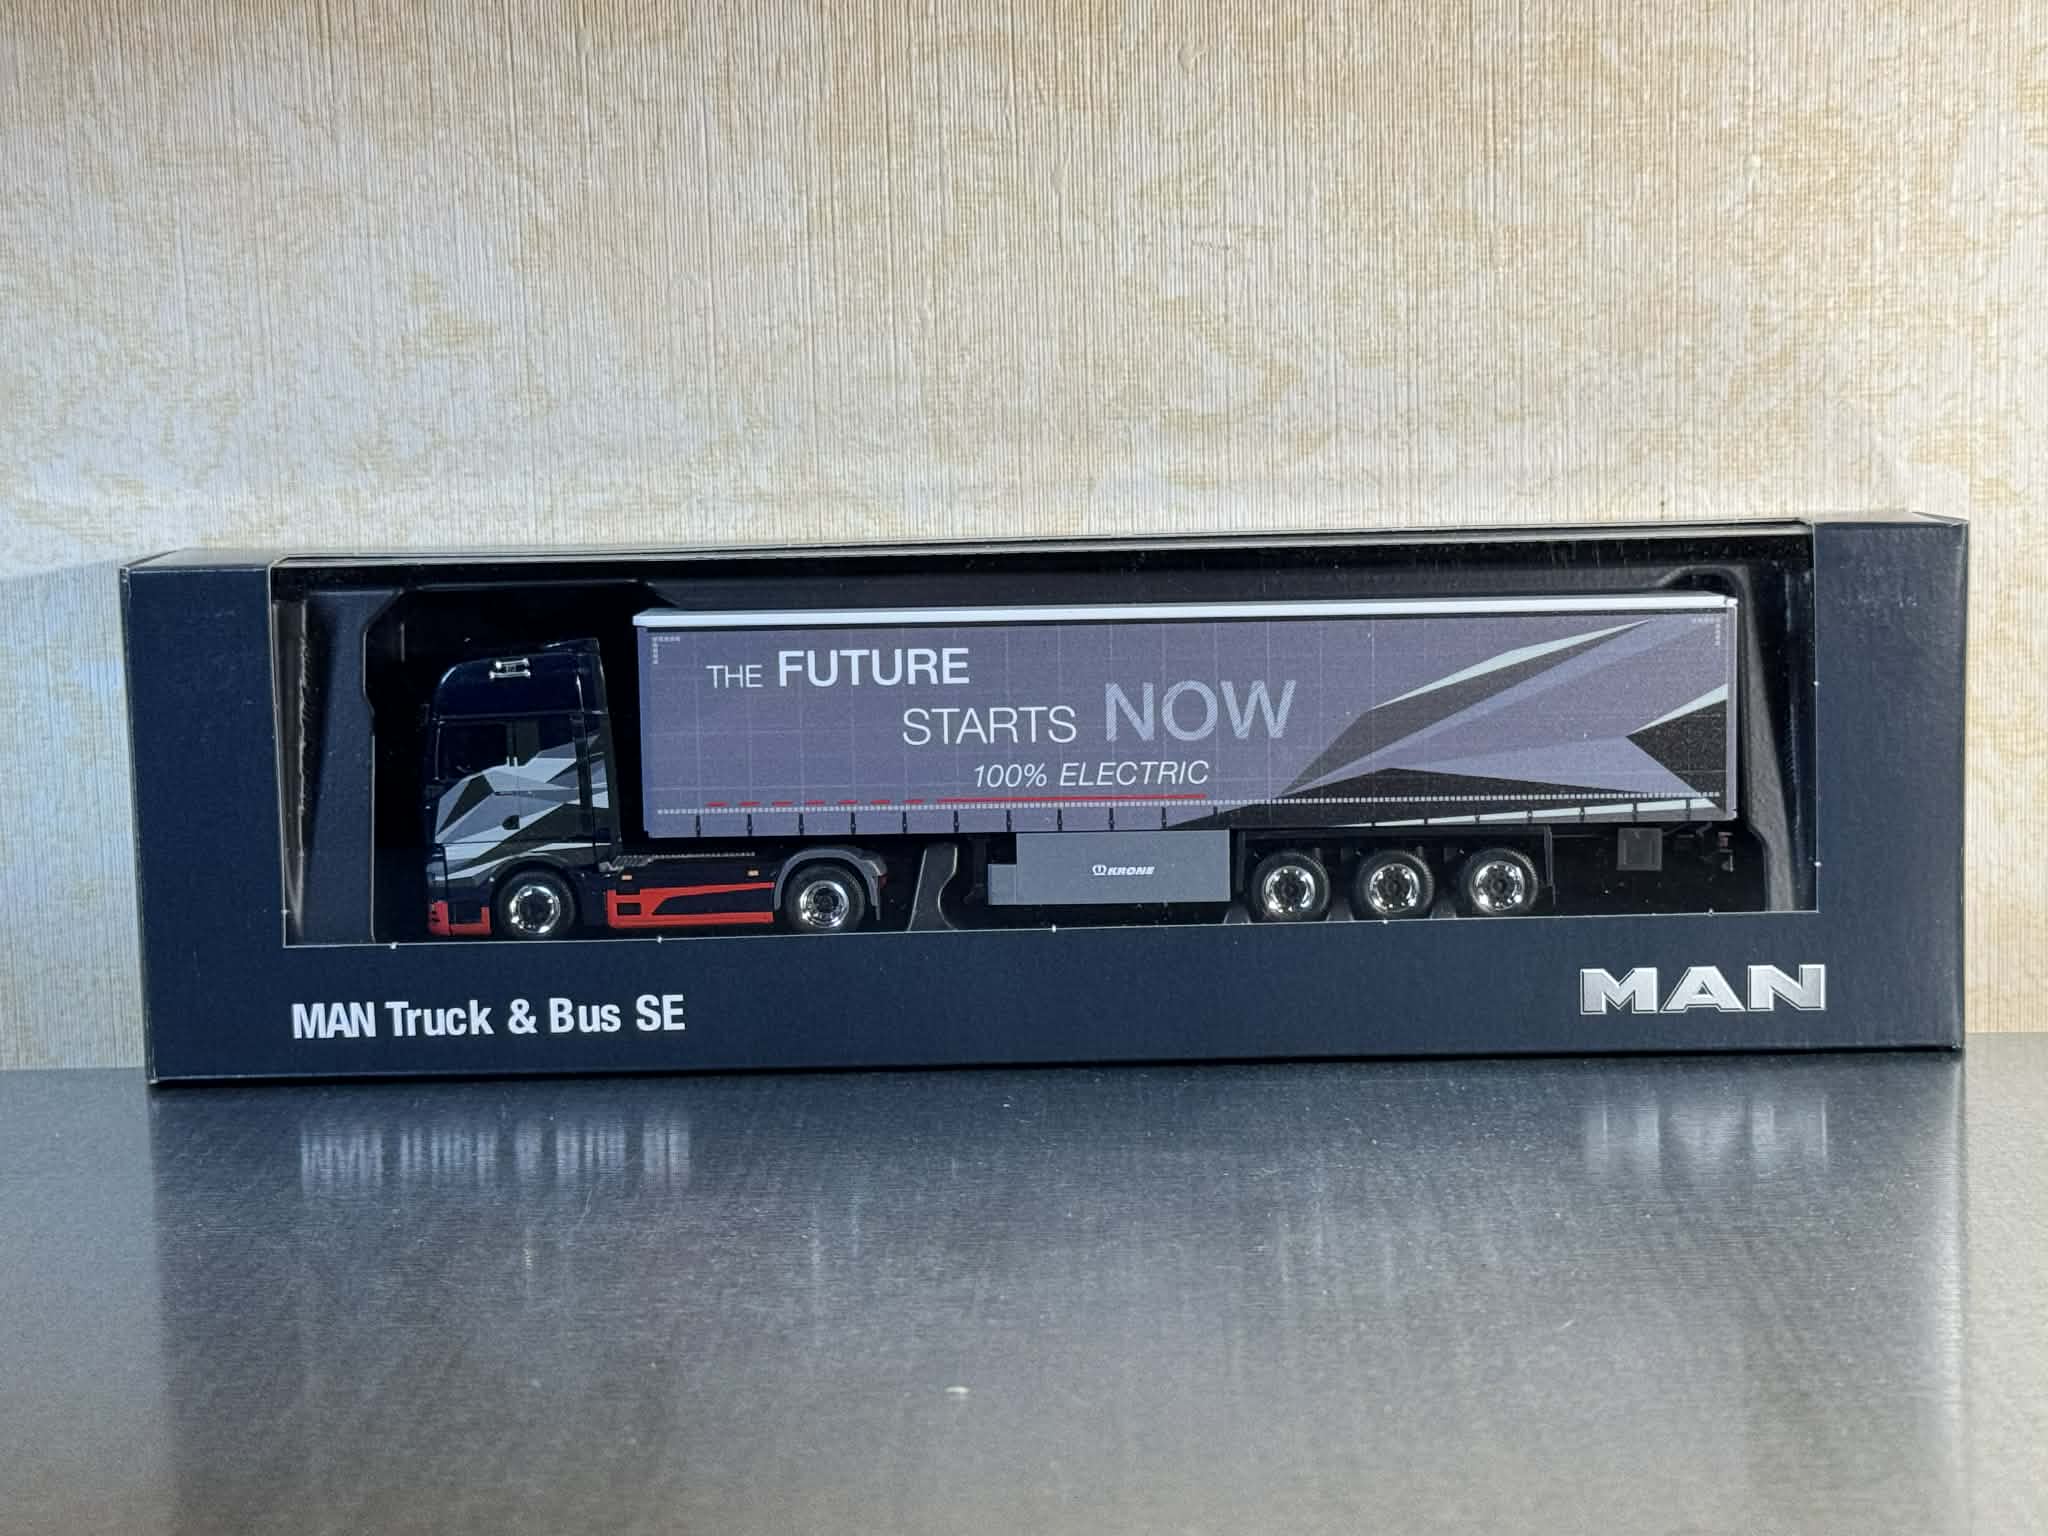 THE FUTURE
STARTS NOW
100% ELECTRIC
KRONE
MAN Truck & Bus SE
MAN